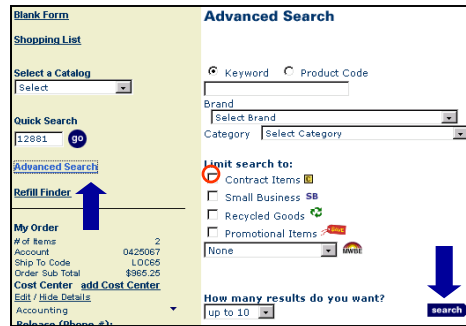 Blank Form
Shopping List
Select a Catalog
Select
Quick Search
12881 go
Advanced Search
Refill Finder
My Order
# of Items 2
Account 0425067
Ship To Code LOC65
Order Sub Total $965.25
Cost Center add Cost Center
Edit / Hide Details
Accounting
Release (Phone #):
Advanced Search
Keyword Product Code
Brand
Select Brand
Category Select Category
Limit search to:
Contract Items C
Small Business SB
Recycled Goods
Promotional Items SAVE
None MWBE
How many results do you want?
up to 10 search